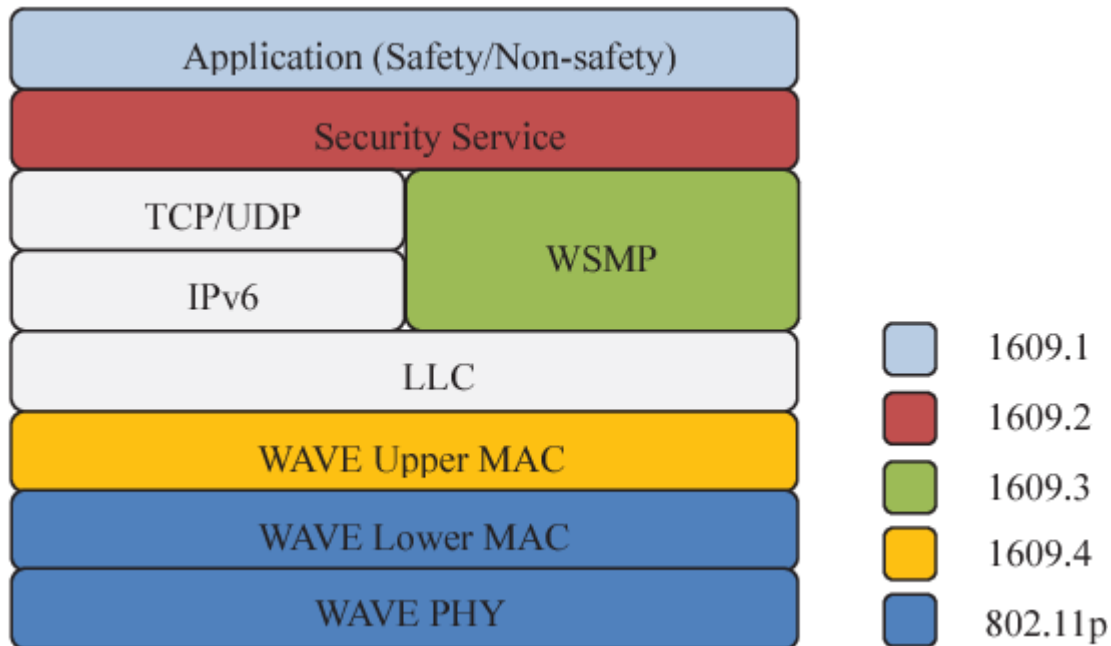 Application (Safety/Non-safety)
Security Service
TCP/UDP
WSMP
IPv6
LLC
WAVE Upper MAC
WAVE Lower MAC
WAVE PHY
1609.1
1609.2
1609.3
1609.4
802.11p